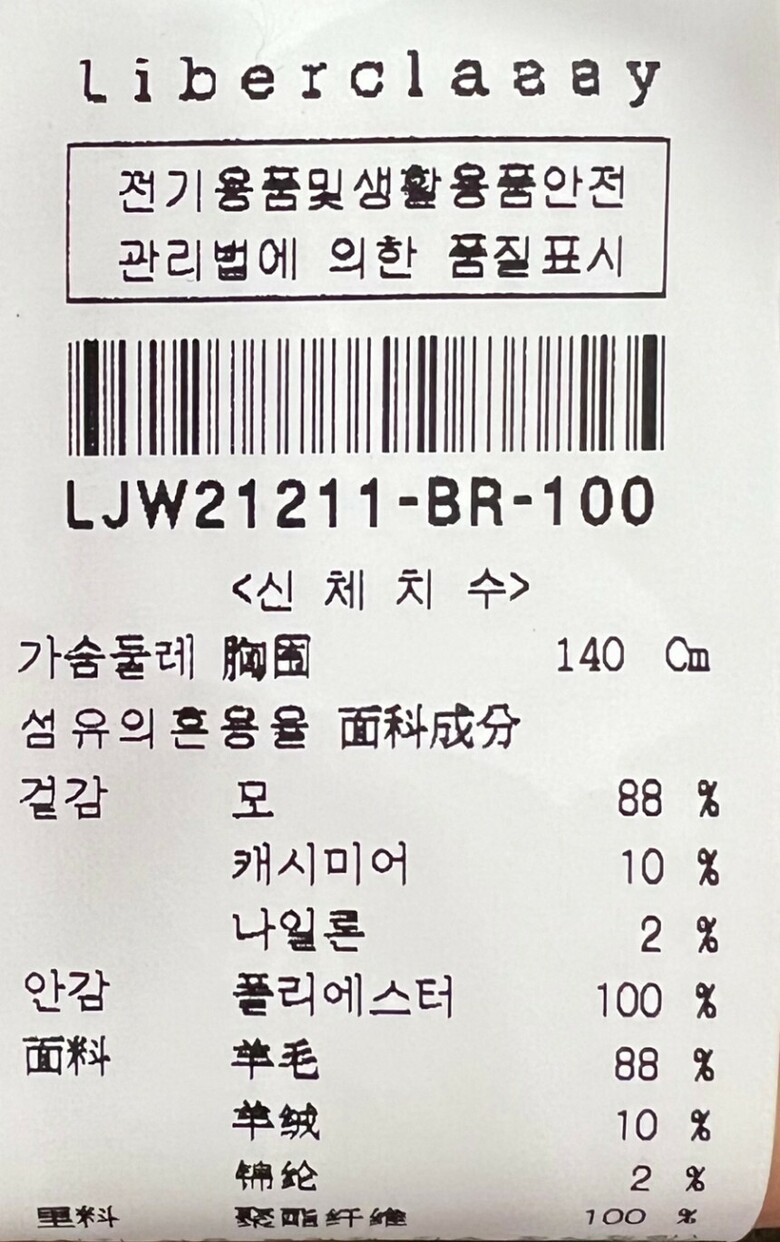 Liberclassy
전기용품및생활용품안전
관리법에 의한 품질표시
LJW21211-BR-100
<신 체 치 수>
가슴둘레 胸围 140 Cm
섬유의혼용율 面料成分
겉감 모 88 %
캐시미어 10 %
나일론 2 %
안감 폴리에스터 100 %
面料 羊毛 88 %
羊绒 10 %
锦纶 2 %
里料 聚酯纤维 100 %